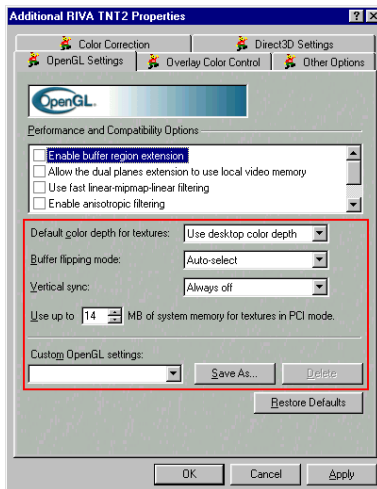 Additional RIVA TNT2 Properties
Color Correction
Direct3D Settings
OpenGL Settings
Overlay Color Control
Other Options
OpenGL.
Performance and Compatibility Options
Enable buffer region extension
Allow the dual planes extension to use local video memory
Use fast linear-mipmap-linear filtering
Enable anisotropic filtering
Default color depth for textures: Use desktop color depth
Buffer flipping mode: Auto-select
Vertical sync: Always off
Use up to 14 MB of system memory for textures in PCI mode.
Custom OpenGL settings:
Save As... Delete
Restore Defaults
OK Cancel Apply